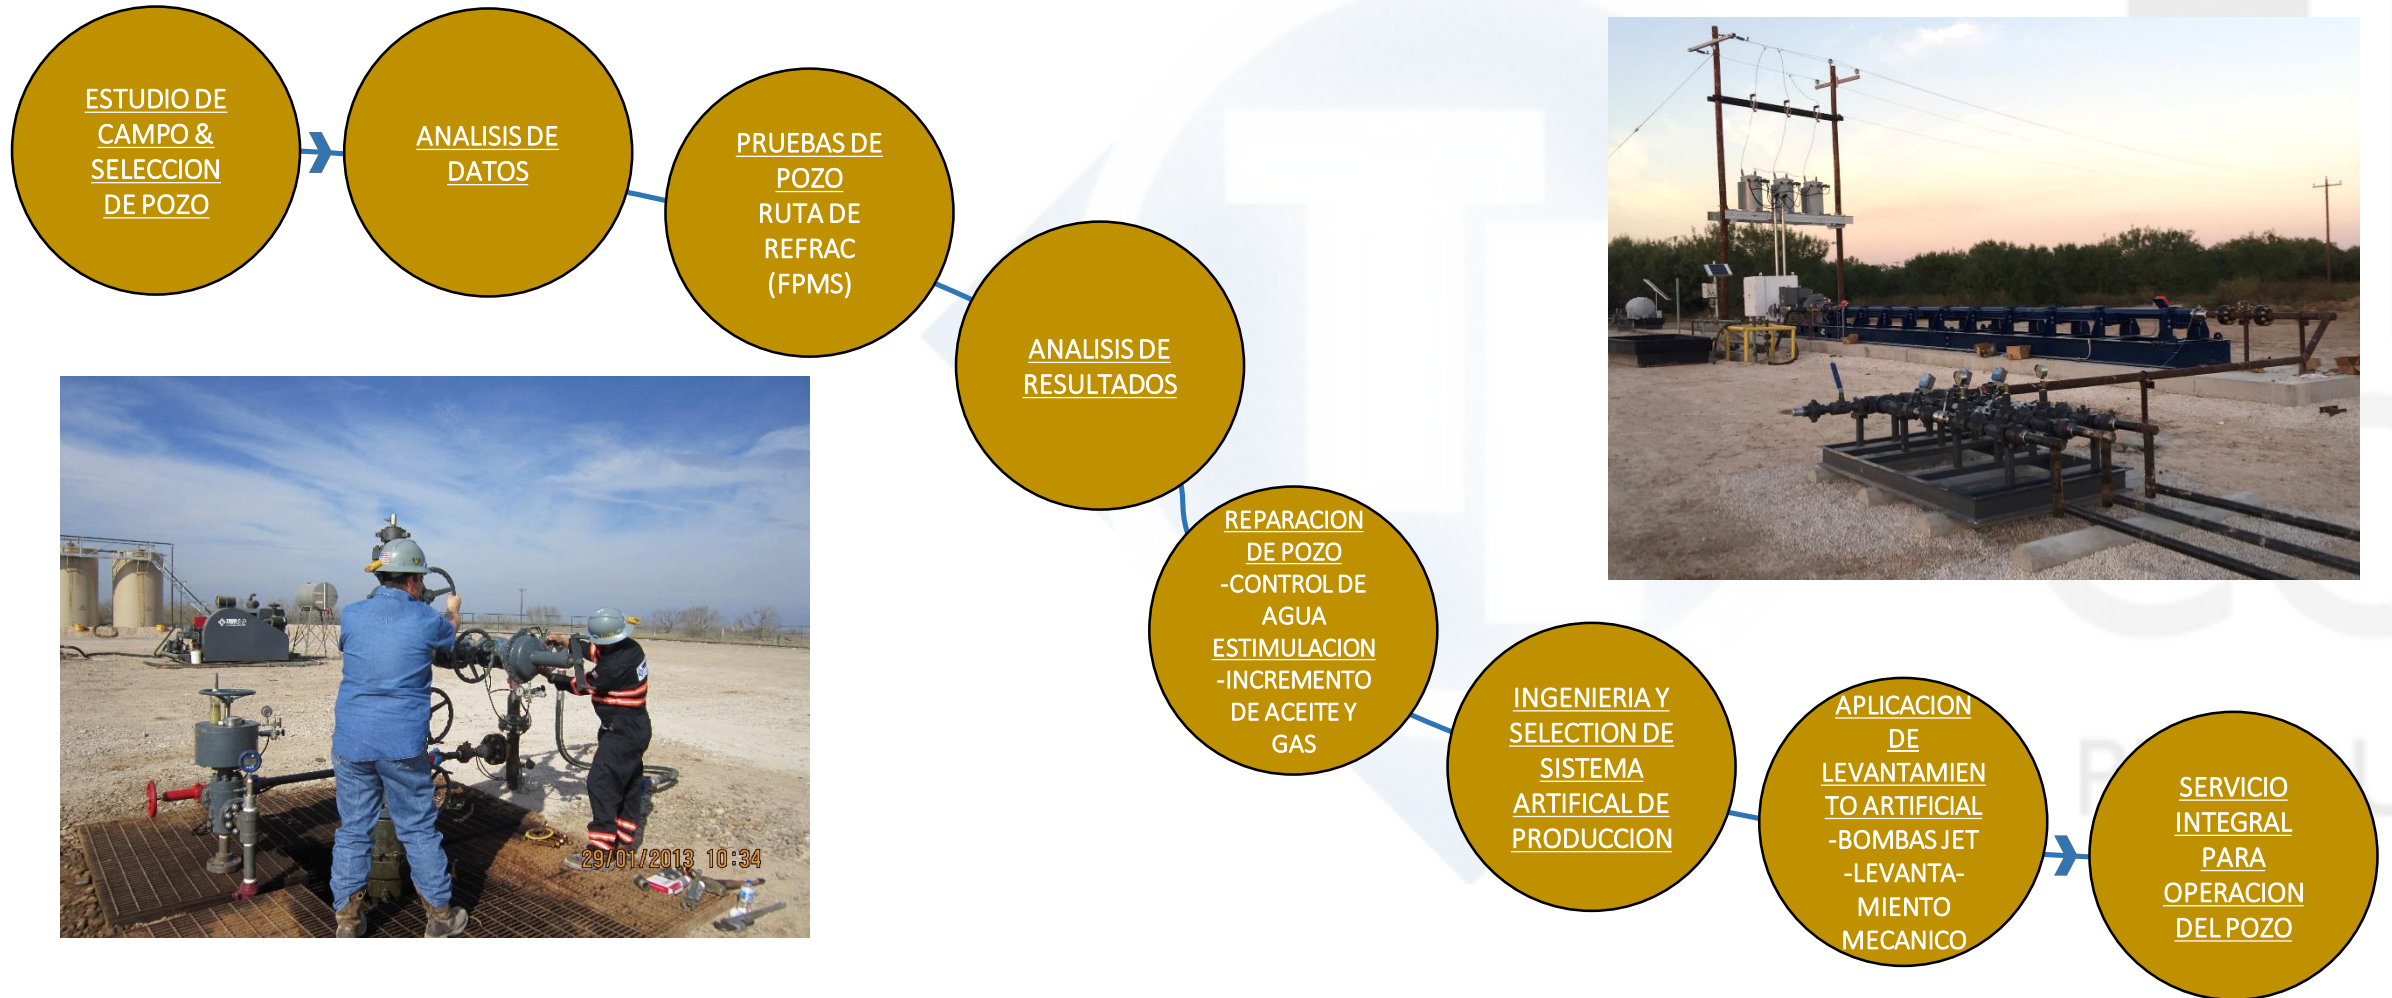 ESTUDIO DE
CAMPO &
SELECCION
DE POZO
ANALISIS DE
DATOS
PRUEBAS DE
POZO
RUTA DE
REFRAC
(FPMS)
ANALISIS DE
RESULTADOS
REPARACION
DE POZO
-CONTROL DE
AGUA
ESTIMULACION
-INCREMENTO
DE ACEITE Y
GAS
INGENIERIA Y
SELECTION DE
SISTEMA
ARTIFICAL DE
PRODUCCION
APLICACION
DE
LEVANTAMIEN
TO ARTIFICIAL
-BOMBAS JET
-LEVANTA-
MIENTO
MECANICO
SERVICIO
INTEGRAL
PARA
OPERACION
DEL POZO
29/01/2013 10:34